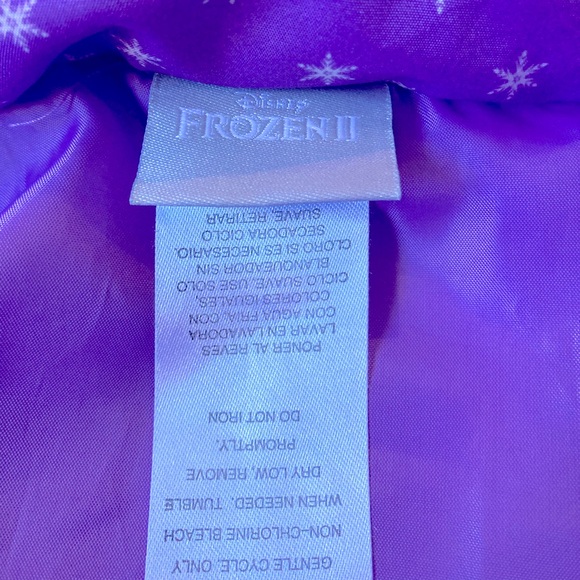 Disney
FROZEN II
GENTLE CYCLE. ONLY
NON-CHLORINE BLEACH
WHEN NEEDED. TUMBLE
DRY LOW, REMOVE
PROMPTLY.
DO NOT IRON
PONER AL REVES
LAVAR EN LAVADORA
CON AGUA FRIA, CON
COLORES IGUALES,
CICLO SUAVE, USE SOLO
BLANQUEADOR SIN
CLORO SI ES NECESARIO.
SECADORA CICLO
SUAVE, RETIRAR